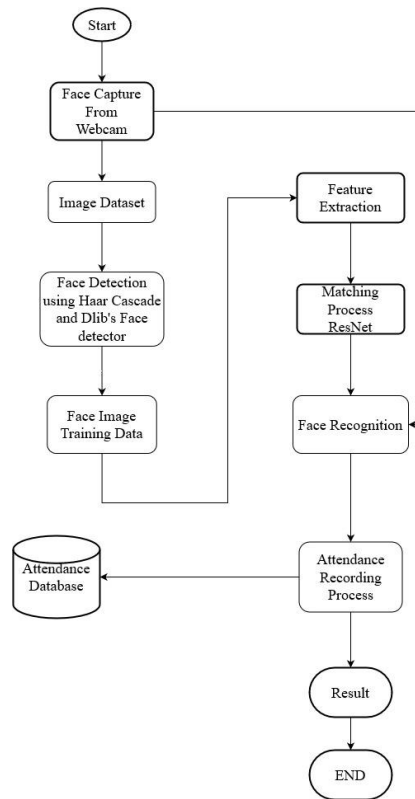 Start
Face Capture
From
Webcam
Image Dataset
Face Detection
using Haar Cascade
and Dlib's Face
detector
Face Image
Training Data
Feature
Extraction
Matching
Process
ResNet
Face Recognition
Attendance
Recording
Process
Attendance
Database
Result
END